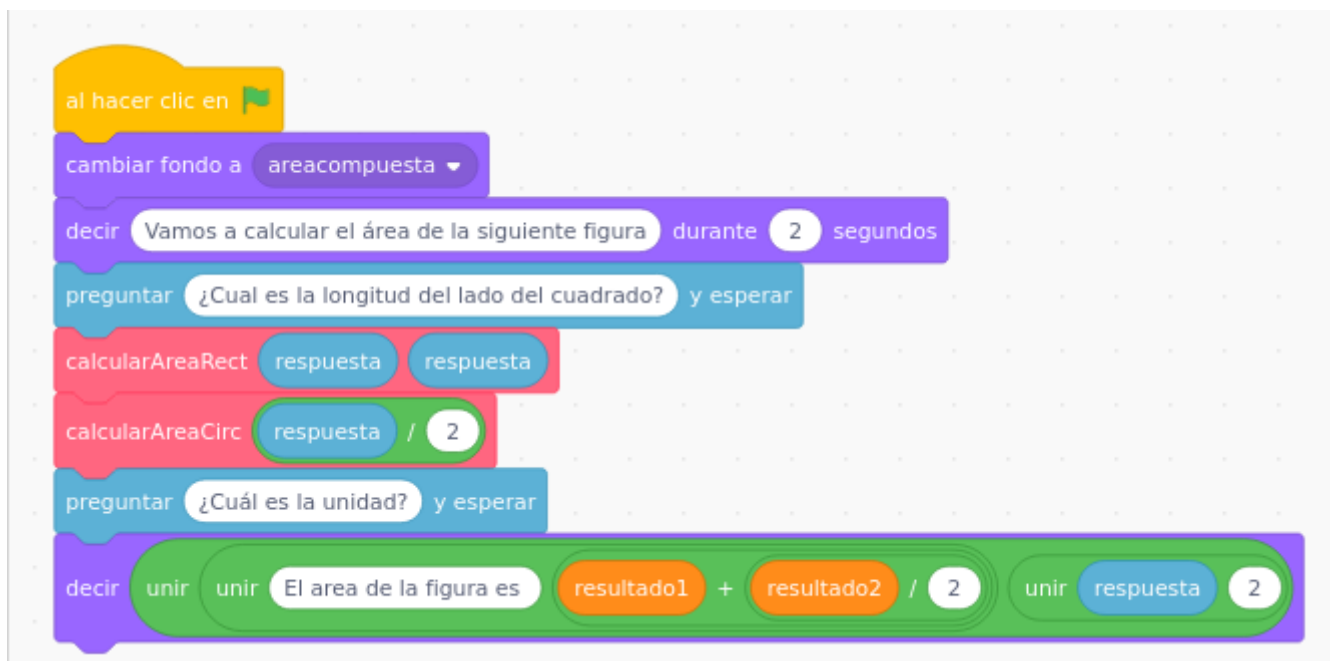 al hacer clic en
cambiar fondo a areacompuesta
decir Vamos a calcular el área de la siguiente figura durante 2 segundos
preguntar ¿Cual es la longitud del lado del cuadrado? y esperar
calcularAreaRect respuesta respuesta
calcularAreaCirc respuesta / 2
preguntar ¿Cuál es la unidad? y esperar
decir unir unir El area de la figura es resultado1 + resultado2 / 2 unir respuesta 2